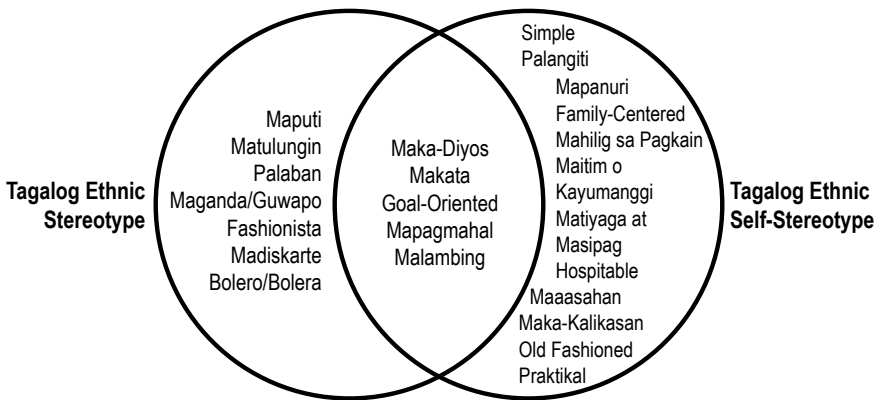 Tagalog Ethnic
Stereotype
Maputi
Matulungin
Palaban
Maganda/Guwapo
Fashionista
Madiskarte
Bolero/Bolera
Maka-Diyos
Makata
Goal-Oriented
Mapagmahal
Malambing
Simple
Palangiti
Mapanuri
Family-Centered
Mahilig sa Pagkain
Maitim o
Kayumanggi
Matiyaga at
Masipag
Hospitable
Maaasahan
Maka-Kalikasan
Old Fashioned
Praktikal
Tagalog Ethnic
Self-Stereotype